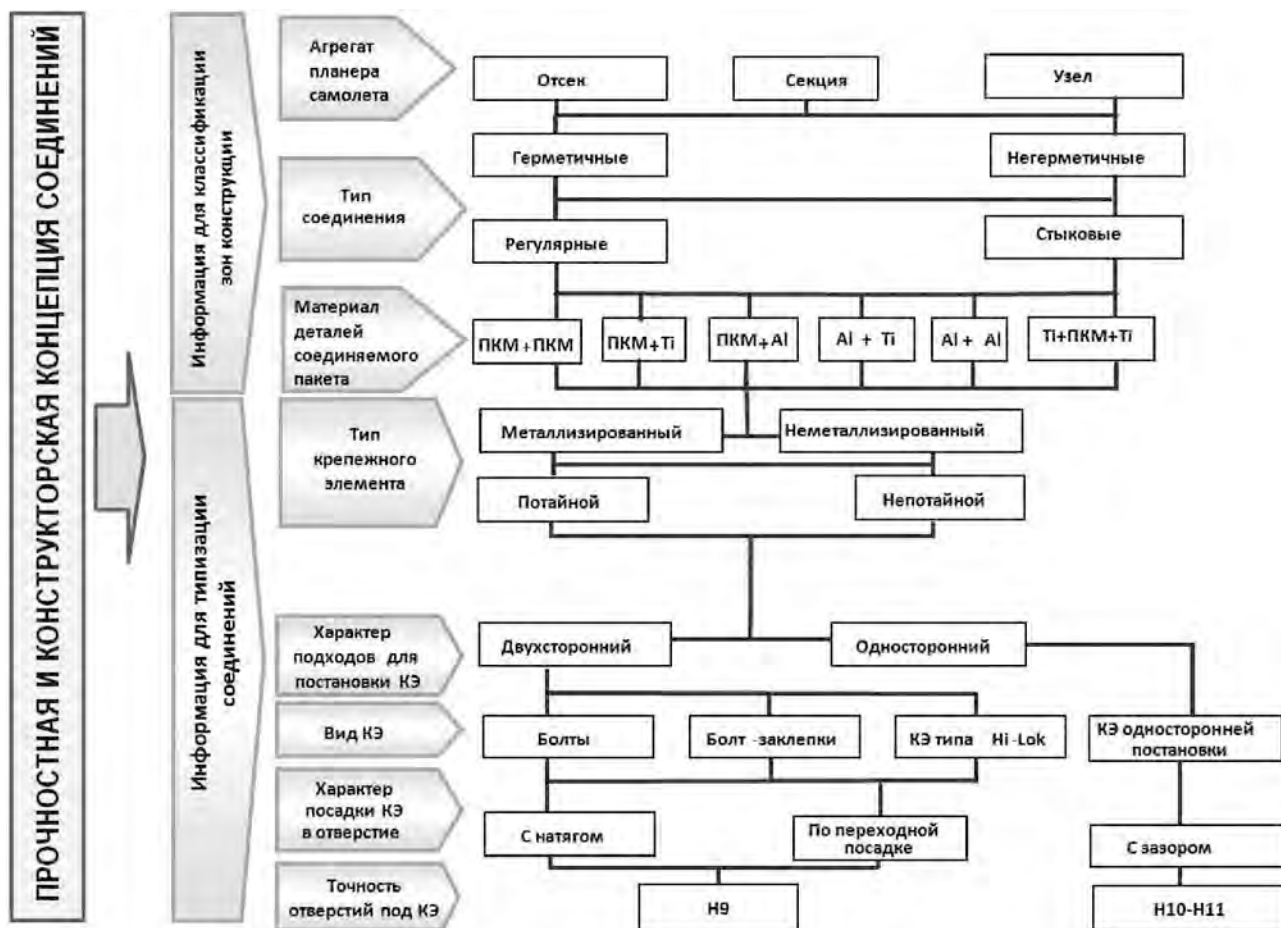 ПРОЧНОСТНАЯ И КОНСТРУКТОРСКАЯ КОНЦЕПЦИЯ СОЕДИНЕНИЙ
Информация для классификации
зон конструкции
Агрегат
планера
самолета
Отсек
Секция
Узел
Герметичные
Негерметичные
Тип
соединения
Регулярные
Стыковые
Материал
деталей
соединяемого
пакета
ПКМ +ПКМ
ПКМ+Ti
ПКМ+Al
Al + Ti
Al + Al
Ti+ПКМ+Ti
Информация для типизации
соединений
Тип
крепежного
элемента
Металлизированный
Неметаллизированный
Потайной
Непотайной
Характер
подходов для
постановки КЭ
Двухсторонний
Односторонний
Вид КЭ
Болты
Болт -заклепки
КЭ типа Hi-Lok
КЭ односторонней
постановки
Характер
посадки КЭ
в отверстие
С натягом
По переходной
посадке
С зазором
Точность
отверстий под КЭ
Н9
Н10-Н11